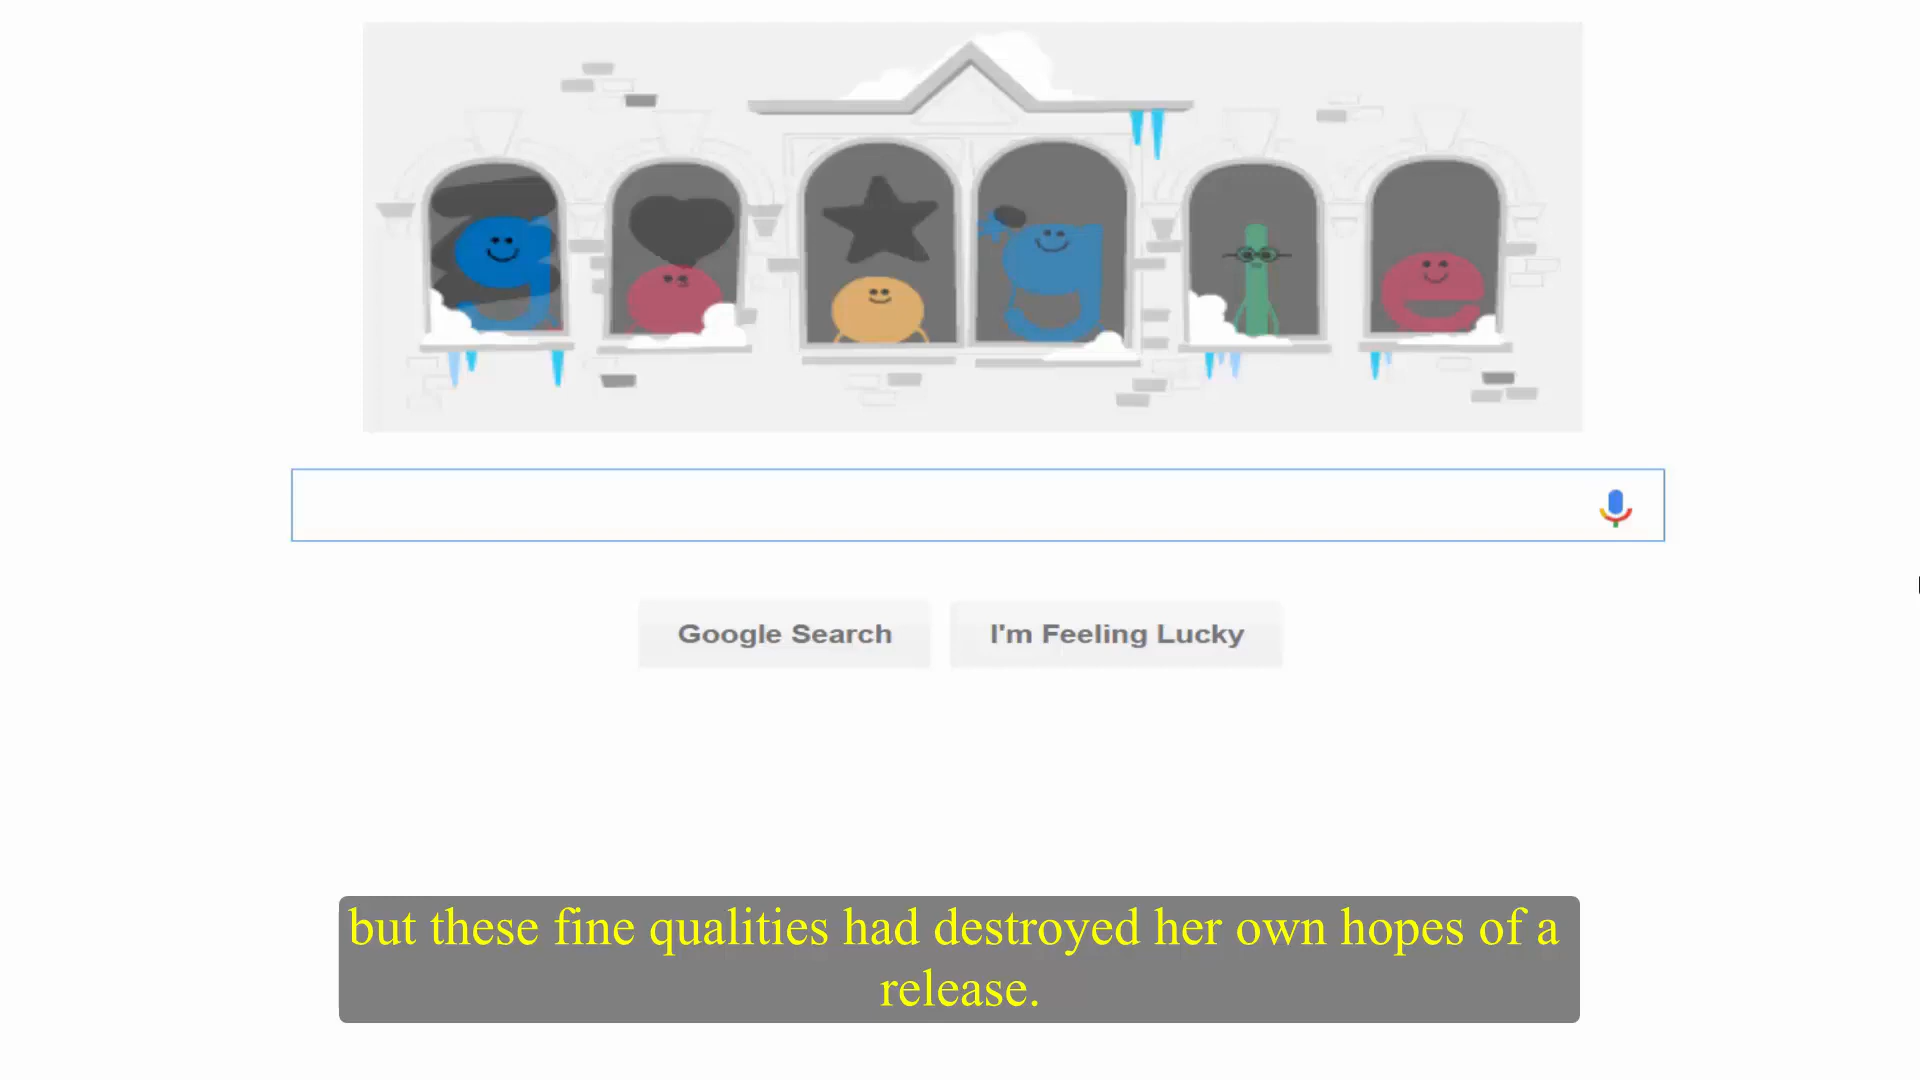 Google Search
I'm Feeling Lucky
but these fine qualities had destroyed her own hopes of a
release.